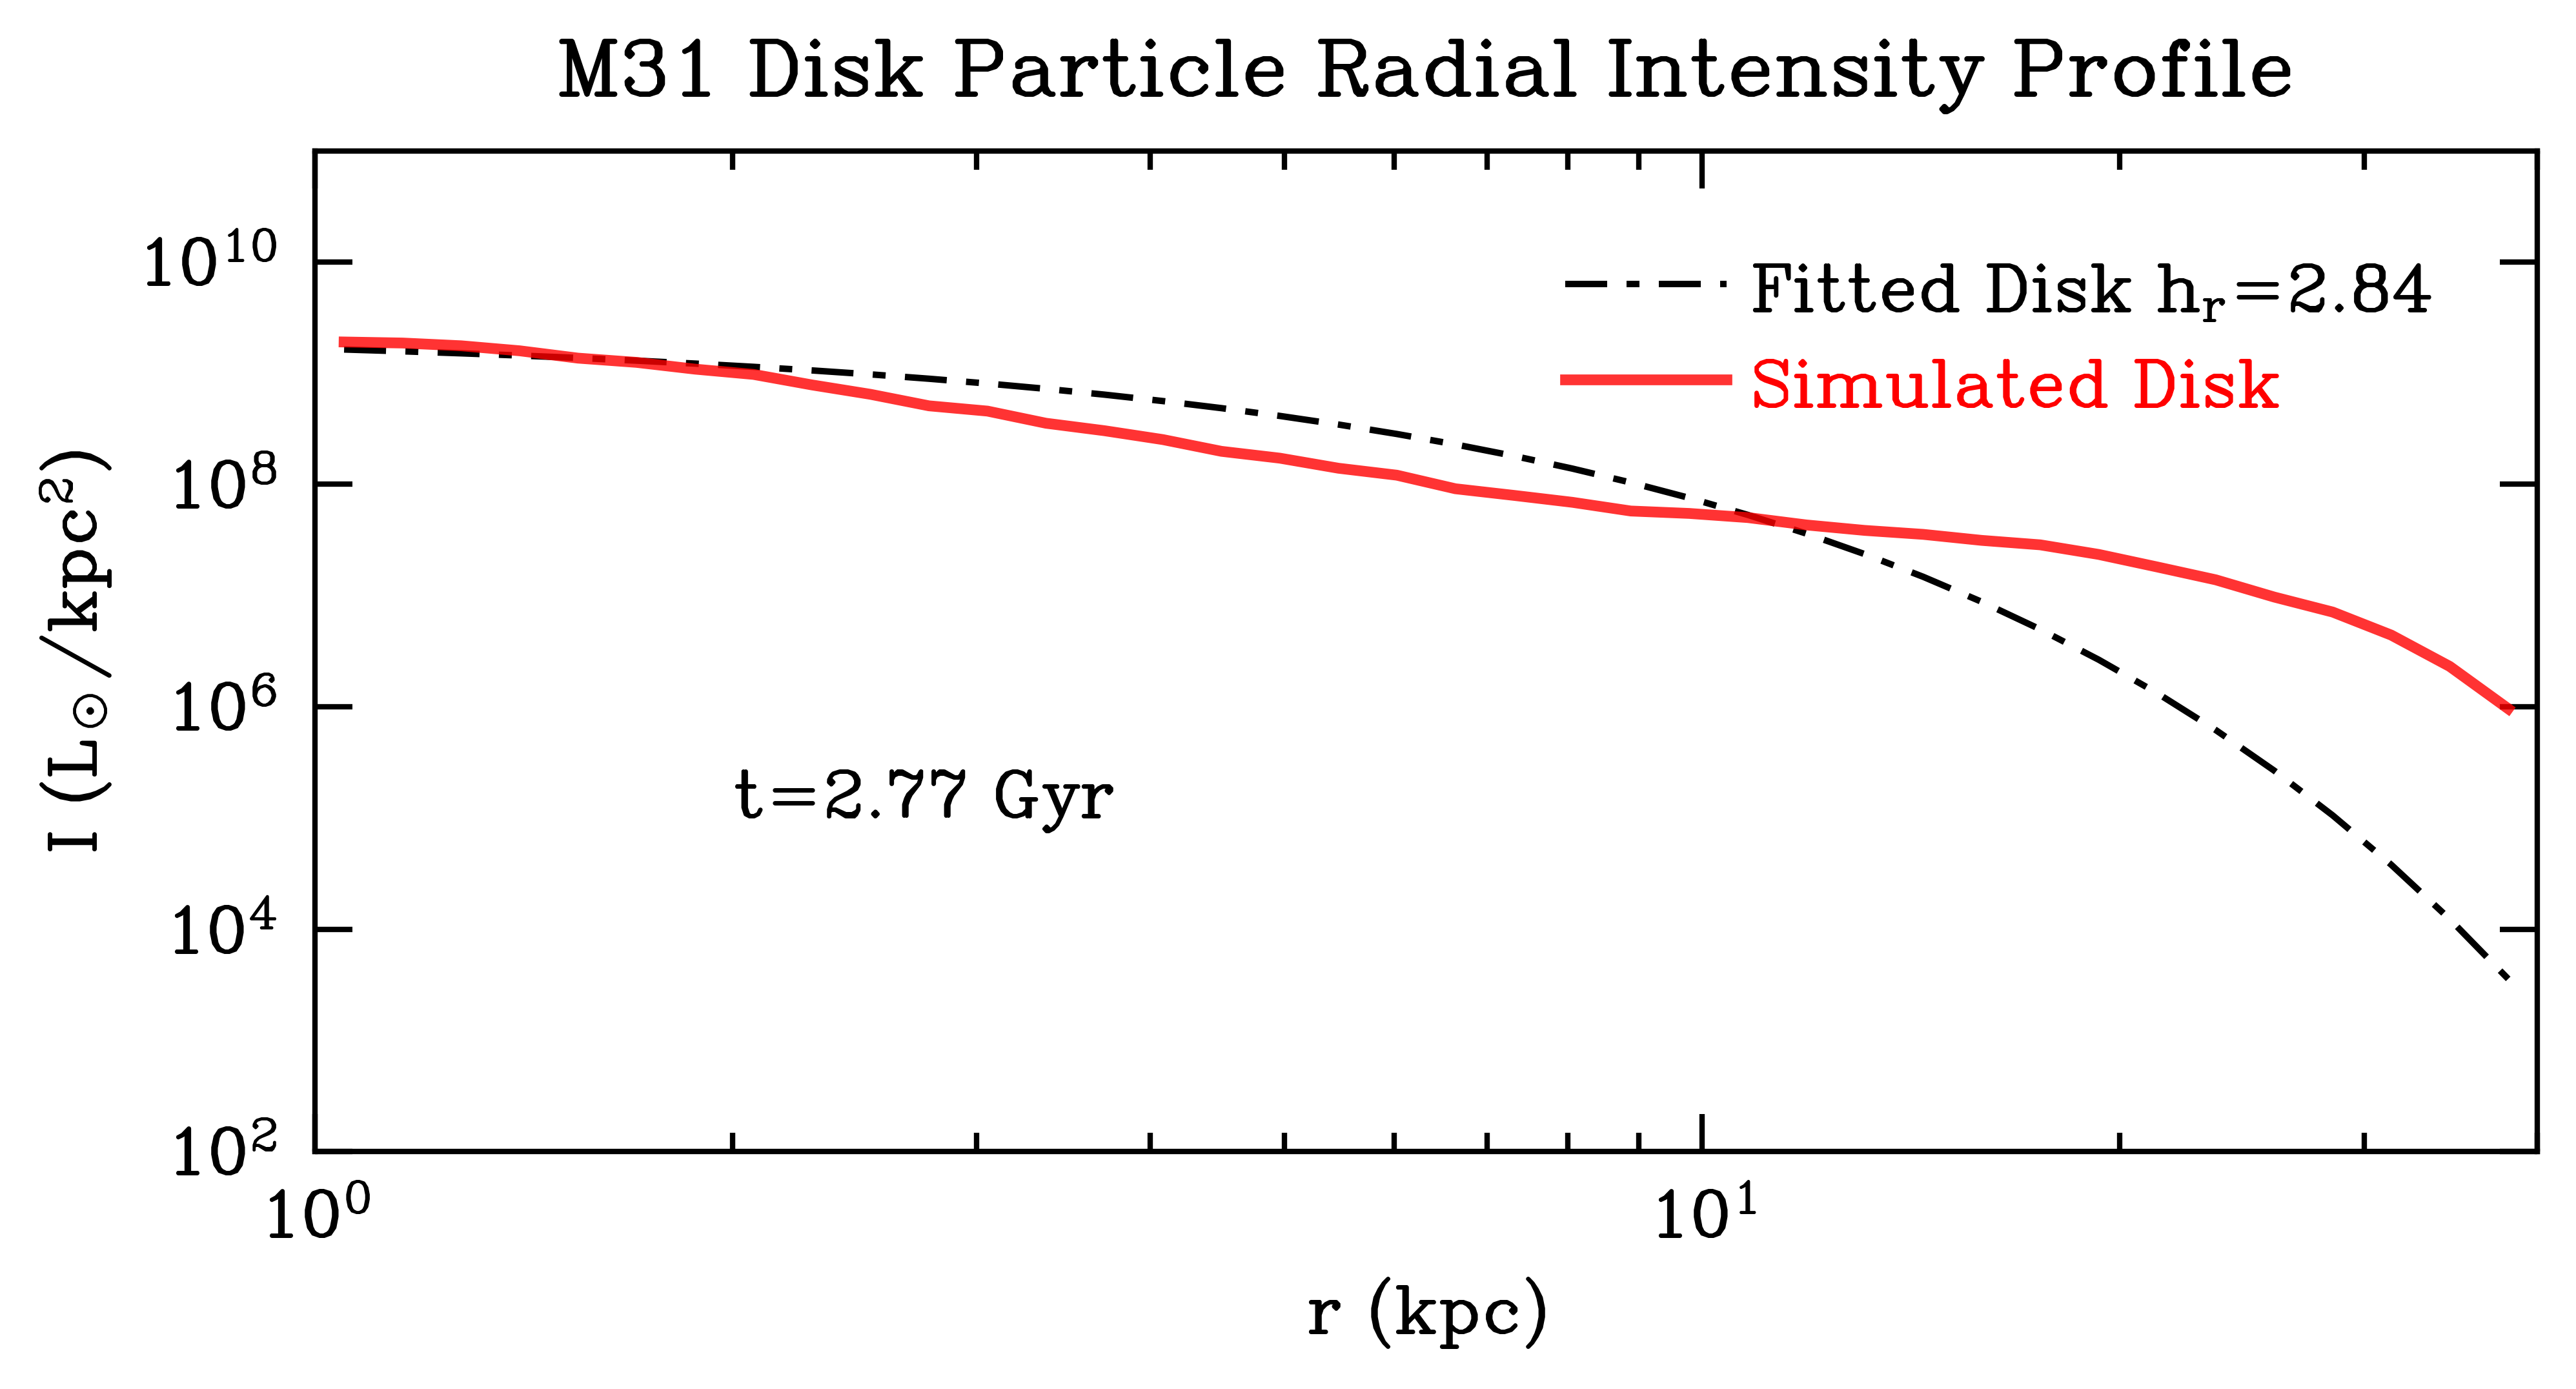 M31 Disk Particle Radial Intensity Profile
I (L☉/kpc²)
10¹⁰
10⁸
10⁶
10⁴
10²
Fitted Disk hᵣ=2.84
Simulated Disk
t=2.77 Gyr
10⁰
10¹
r (kpc)